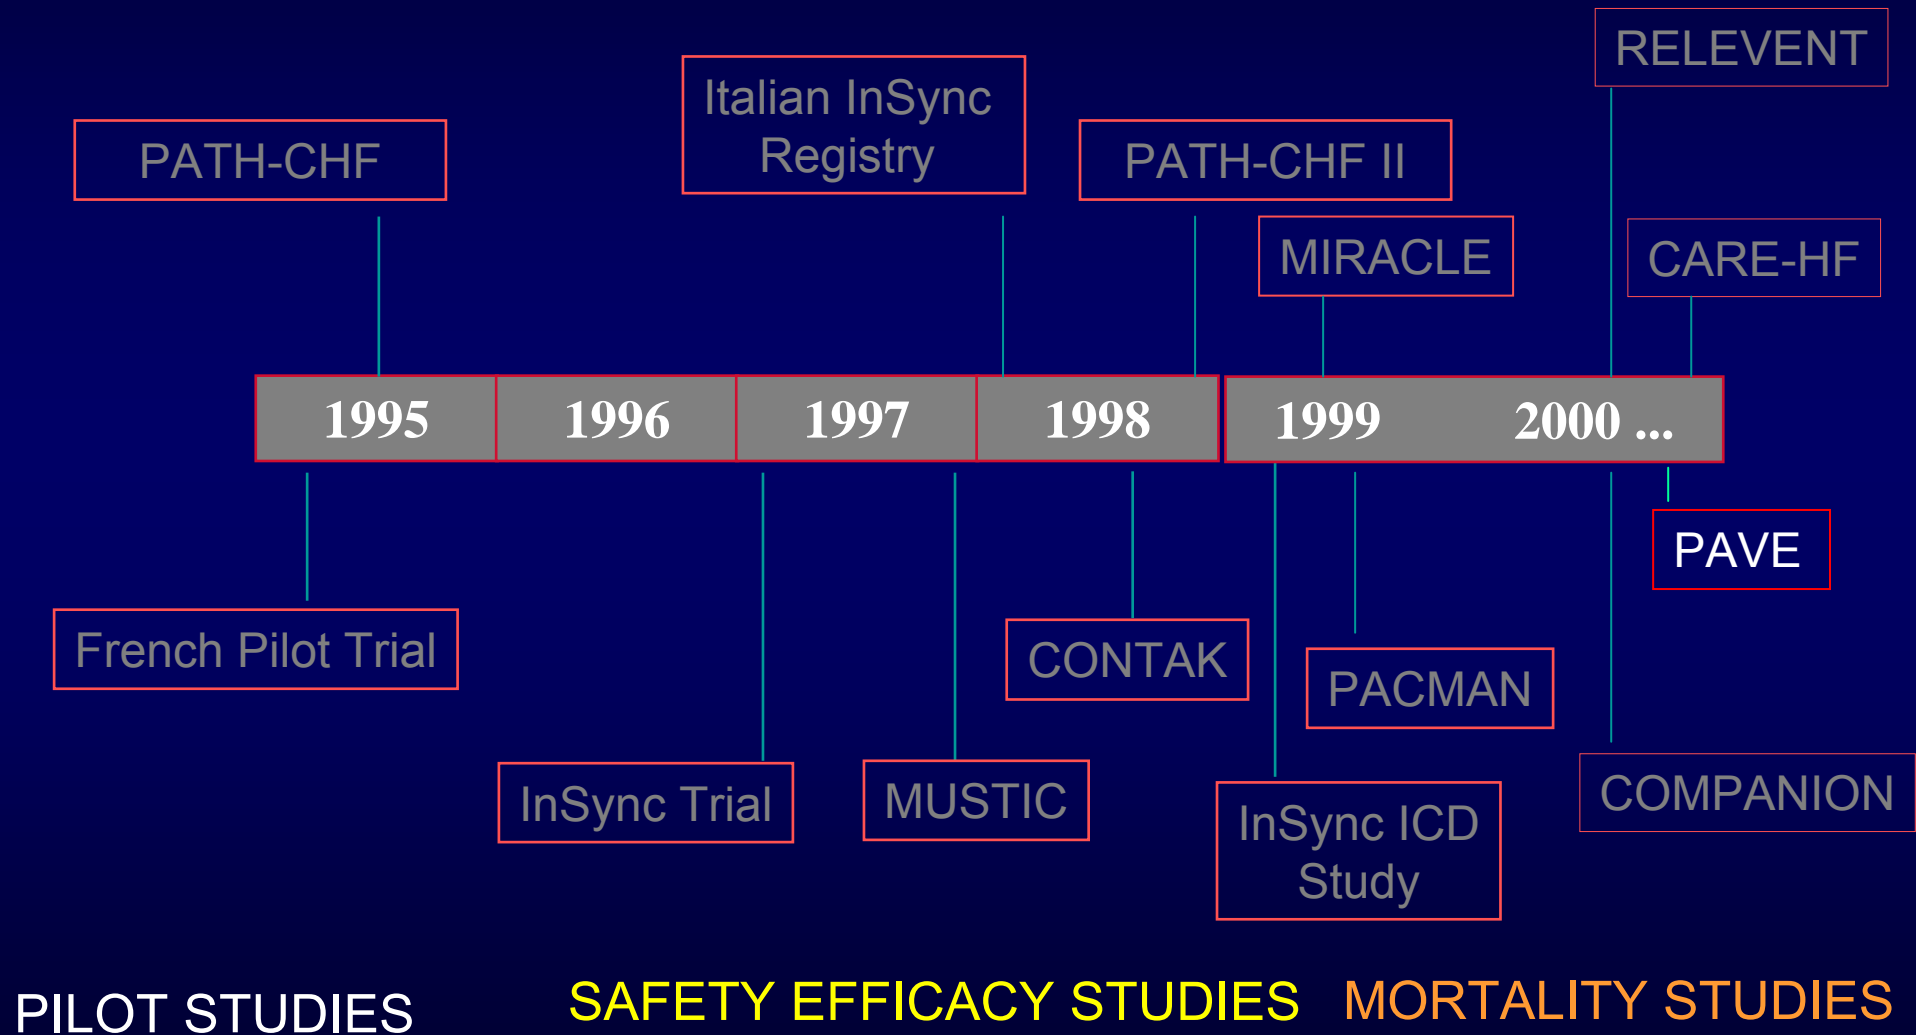 RELEVENT
Italian InSync
Registry
PATH-CHF
PATH-CHF II
MIRACLE
CARE-HF
1995 1996 1997 1998 1999 2000 ...
PAVE
French Pilot Trial
CONTAK
PACMAN
InSync Trial
MUSTIC
InSync ICD
Study
COMPANION
PILOT STUDIES
SAFETY EFFICACY STUDIES
MORTALITY STUDIES